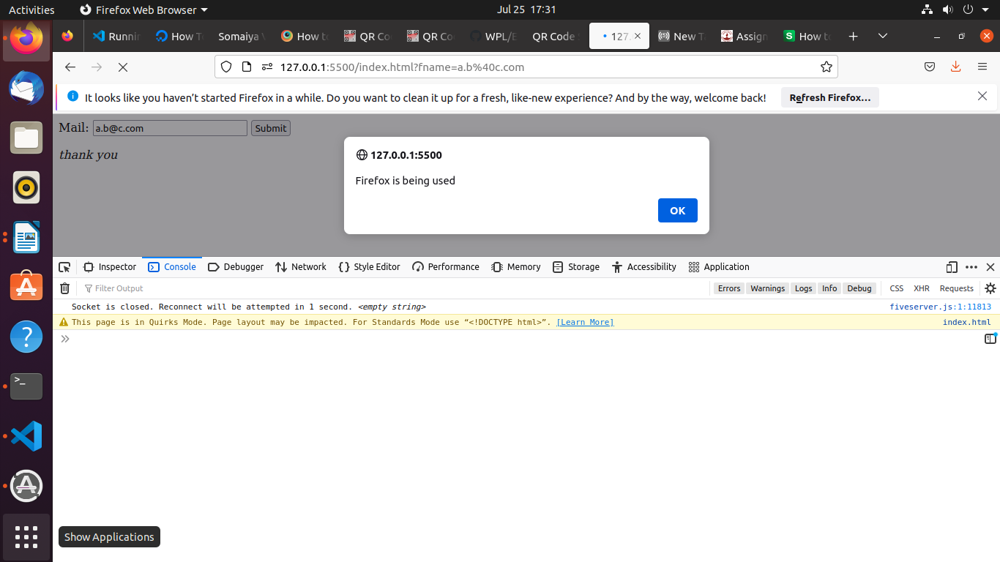 Activities Firefox Web Browser Jul 25 17:31
Runnin How To Somaiya V How to QR Co QR Co WPL/E QR Code S 127. New T Assign How to
127.0.0.1:5500/index.html?fname=a.b%40c.com
It looks like you haven’t started Firefox in a while. Do you want to clean it up for a fresh, like-new experience? And by the way, welcome back! Refresh Firefox...
Mail: a.b@c.com Submit
thank you
127.0.0.1:5500
Firefox is being used
OK
Inspector Console Debugger Network Style Editor Performance Memory Storage Accessibility Application
Filter Output Errors Warnings Logs Info Debug CSS XHR Requests
Socket is closed. Reconnect will be attempted in 1 second. <empty string> fiveserver.js:1:11813
This page is in Quirks Mode. Page layout may be impacted. For Standards Mode use “<!DOCTYPE html>”. [Learn More] index.html
Show Applications